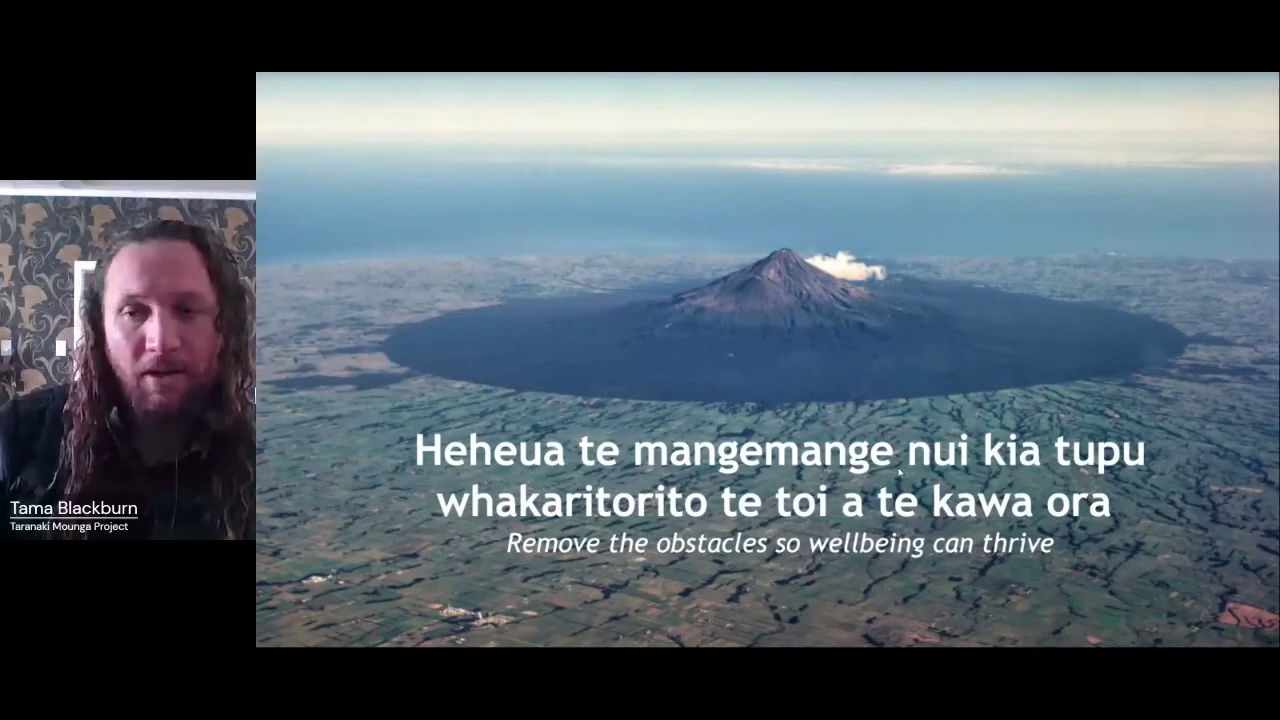 Heheua te mangemange nui kia tupu
whakaritorito te toi a te kawa ora
Remove the obstacles so wellbeing can thrive
Tama Blackburn
Taranaki Mounga Project